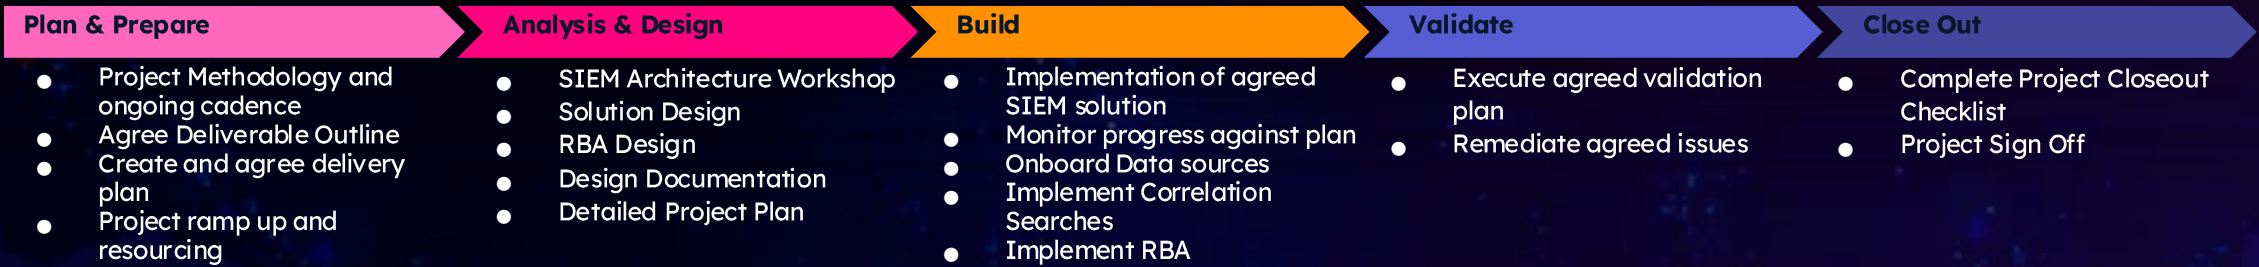 Plan & Prepare
Project Methodology and
ongoing cadence
Agree Deliverable Outline
Create and agree delivery
plan
Project ramp up and
resourcing
Analysis & Design
SIEM Architecture Workshop
Solution Design
RBA Design
Design Documentation
Detailed Project Plan
Build
Implementation of agreed
SIEM solution
Monitor progress against plan
Onboard Data sources
Implement Correlation
Searches
Implement RBA
Validate
Execute agreed validation
plan
Remediate agreed issues
Close Out
Complete Project Closeout
Checklist
Project Sign Off